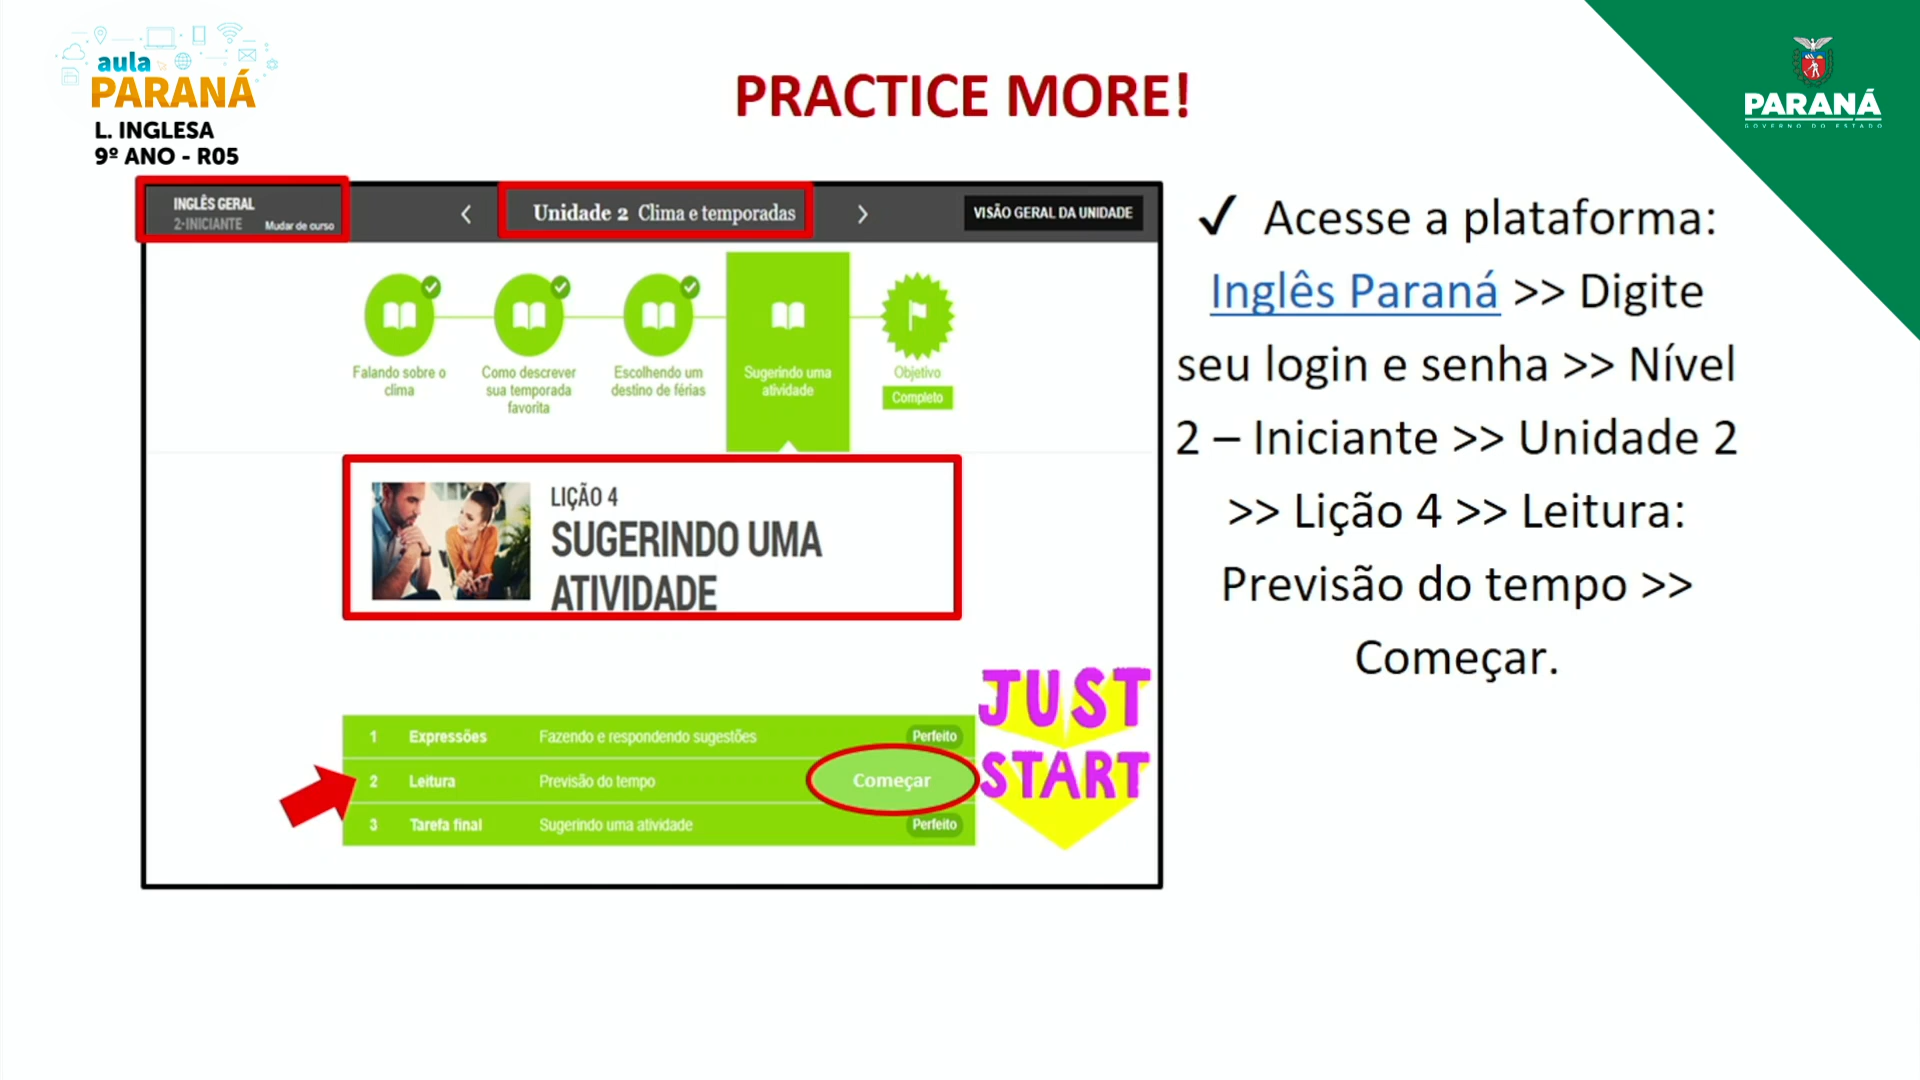 aula
PARANÁ
L. INGLESA
9º ANO - R05
PRACTICE MORE!
PARANÁ
GOVERNO DO ESTADO
INGLÊS GERAL
2-INICIANTE
Mudar de curso
Unidade 2 Clima e temporadas
VISÃO GERAL DA UNIDADE
Falando sobre o
clima
Como descrever
sua temporada
favorita
Escolhendo um
destino de férias
Sugerindo uma
atividade
Objetivo
Completo
LIÇÃO 4
SUGERINDO UMA
ATIVIDADE
1 Expressões Fazendo e respondendo sugestões Perfeito
2 Leitura Previsão do tempo Começar
3 Tarefa final Sugerindo uma atividade Perfeito
JUST
START
✓ Acesse a plataforma:
Inglês Paraná >> Digite
seu login e senha >> Nível
2 – Iniciante >> Unidade 2
>> Lição 4 >> Leitura:
Previsão do tempo >>
Começar.